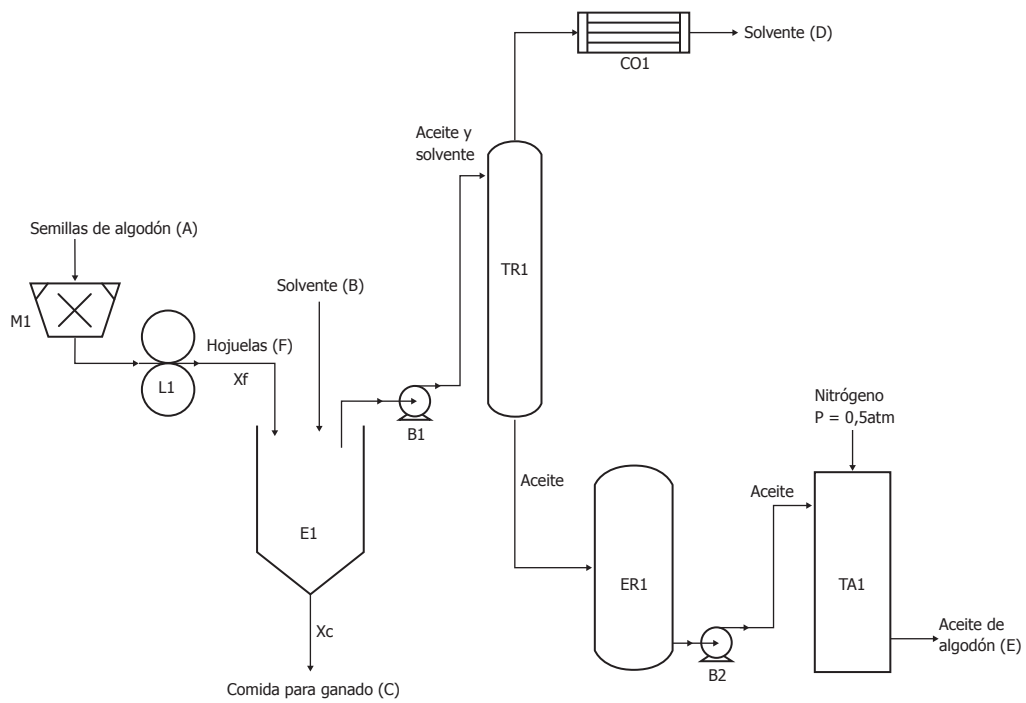 Solvente (D)
CO1
Aceite y
solvente
Semillas de algodón (A)
TR1
Solvente (B)
M1
Hojuelas (F)
L1
Xf
Nitrógeno
P = 0,5atm
B1
Aceite
Aceite
E1
ER1
TA1
Xc
Aceite de
algodón (E)
B2
Comida para ganado (C)